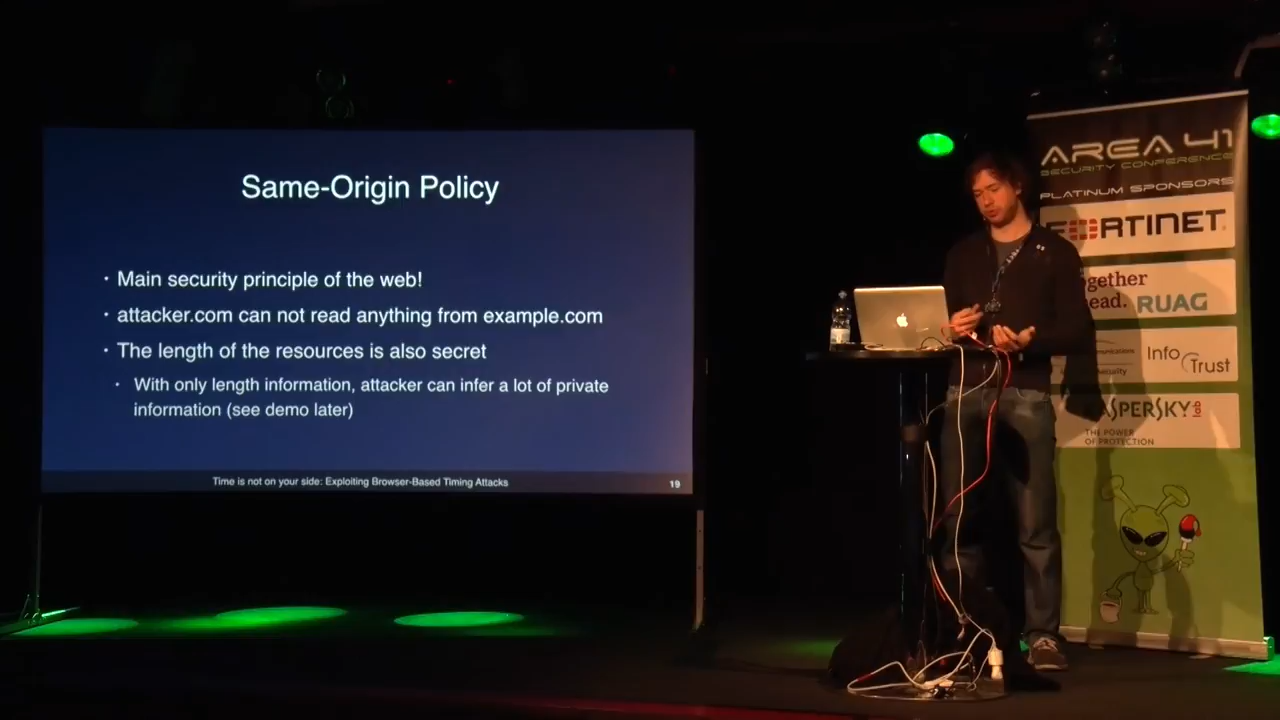 Same-Origin Policy
Main security principle of the web!
attacker.com can not read anything from example.com
The length of the resources is also secret
With only length information, attacker can infer a lot of private
information (see demo later)
Time is not on your side: Exploiting Browser-Based Timing Attacks
19
AREA 41
SECURITY CONFERENCE
PLATINUM SPONSORS
FORTINET
ead. RUAG
Info
Trust
KASPERSKY lab
THE POWER
OF PROTECTION